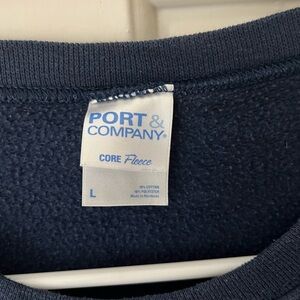 PORT &
COMPANY®
CORE Fleece
L